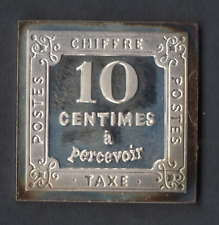 CHIFFRE
POSTES
10
CENTIMES
à
percevoir
POSTES
TAXE